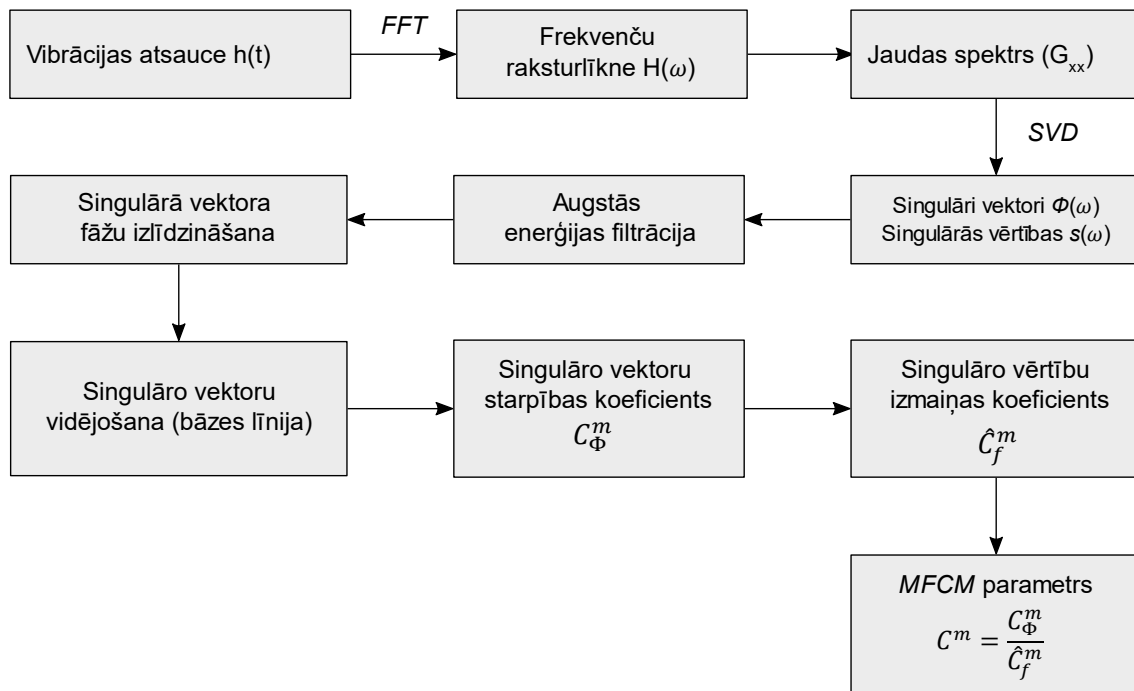 Vibrācijas atsauce h(t)
FFT
Frekvenču
raksturlīkne H(ω)
Jaudas spektrs (Gxx)
SVD
Singulāri vektori Φ(ω)
Singulārās vērtības s(ω)
Augstās
enerģijas filtrācija
Singulārā vektora
fāžu izlīdzināšana
Singulāro vektoru
vidējošana (bāzes līnija)
Singulāro vektoru
starpības koeficients
C_Φ^m
Singulāro vērtību
izmaiņas koeficients
Ĉ_f^m
MFCM parametrs
C^m = C_Φ^m / Ĉ_f^m